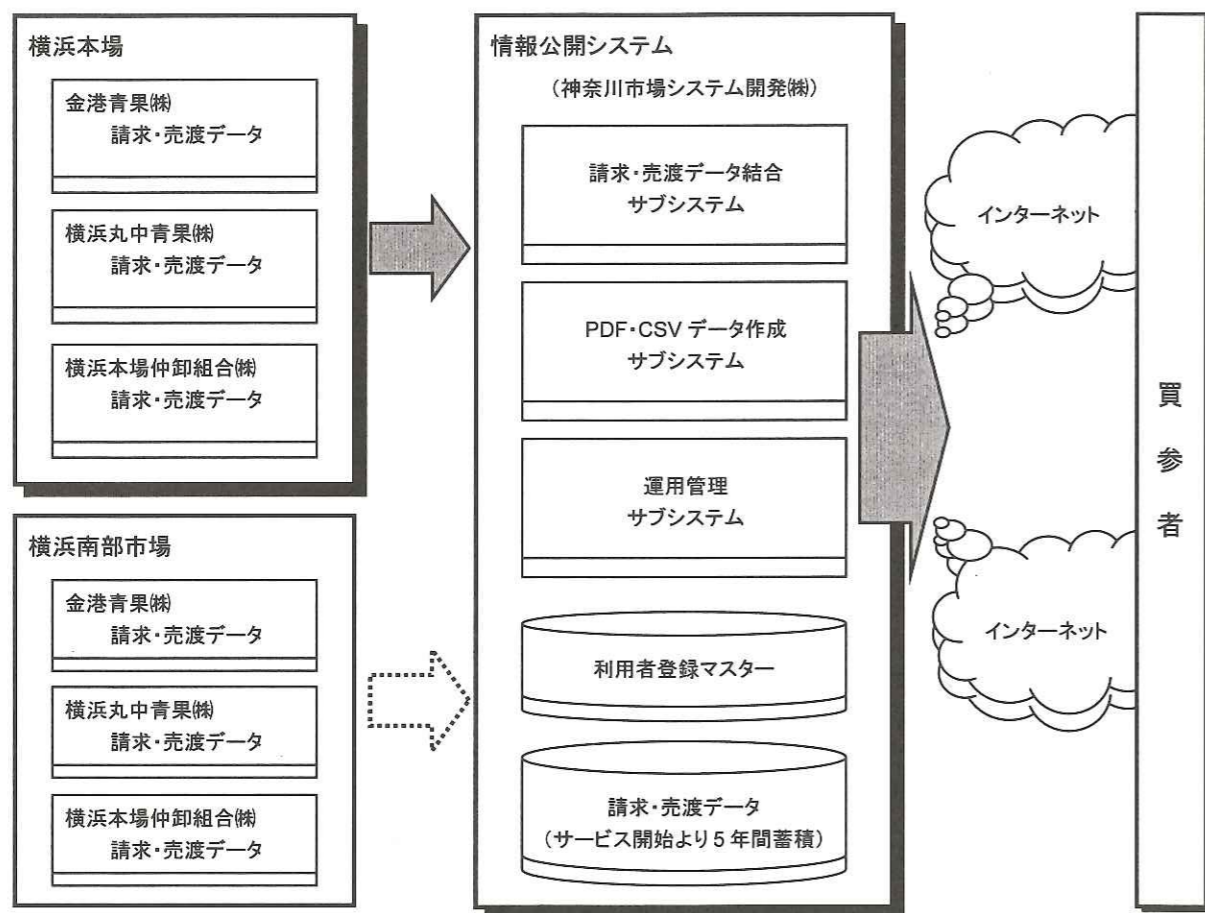 横浜本場
金港青果㈱
請求・売渡データ
横浜丸中青果㈱
請求・売渡データ
横浜本場仲卸組合㈱
請求・売渡データ
横浜南部市場
金港青果㈱
請求・売渡データ
横浜丸中青果㈱
請求・売渡データ
横浜本場仲卸組合㈱
請求・売渡データ
情報公開システム
（神奈川市場システム開発㈱）
請求・売渡データ結合
サブシステム
PDF・CSV データ作成
サブシステム
運用管理
サブシステム
利用者登録マスター
請求・売渡データ
（サービス開始より 5 年間蓄積）
インターネット
インターネット
買参者